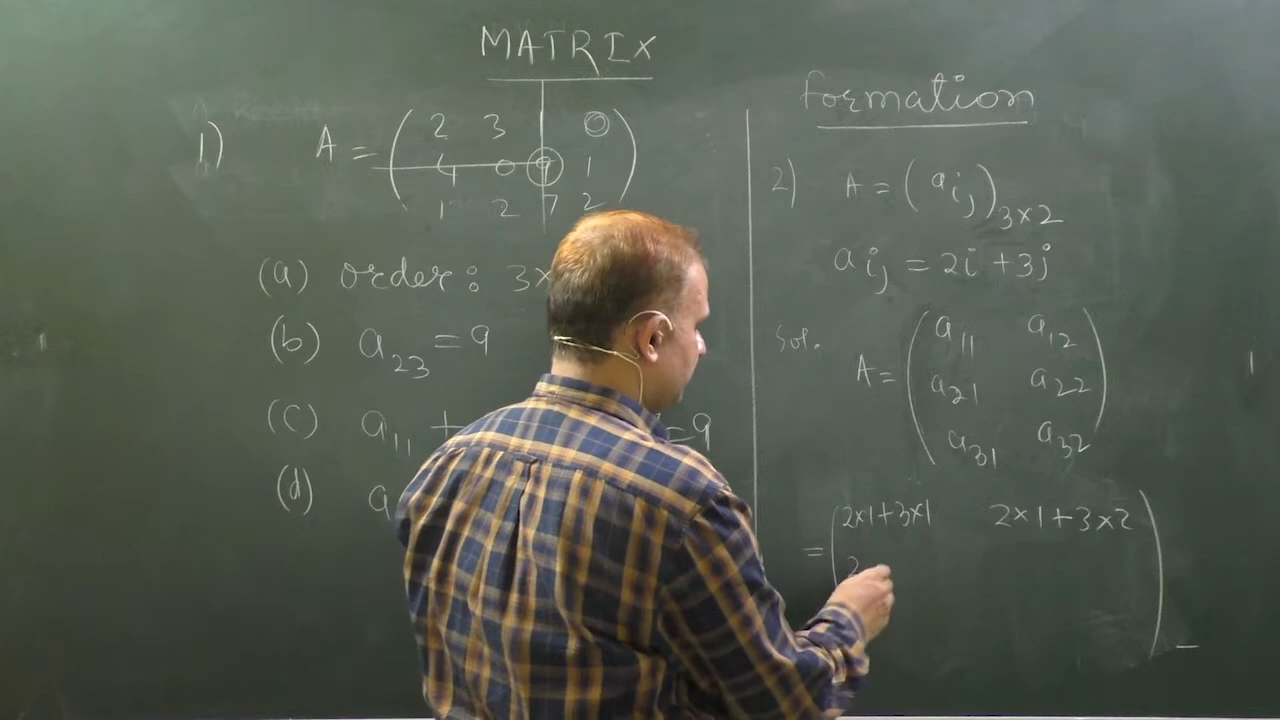 MATRIX
1) A = ( 2 3 0
4 0 9 1
1 2 7 2 )
(a) order : 3×
(b) a₂₃ = 9
(c) a₁₁ + = 9
(d) a
formation
2) A = (aᵢⱼ)₃ₓ₂
aᵢⱼ = 2i + 3j
Sol.
A = ( a₁₁ a₁₂
a₂₁ a₂₂
a₃₁ a₃₂ )
= ( 2×1+3×1 2×1+3×2
2 )